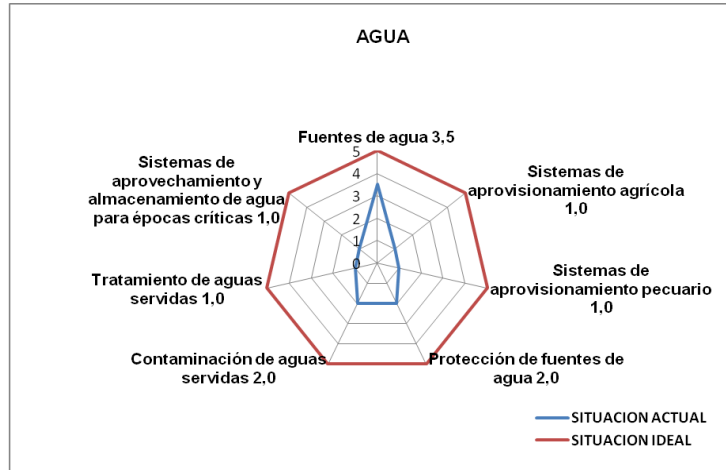 AGUA
Fuentes de agua 3,5
Sistemas de
aprovechamiento y
almacenamiento de agua
para épocas críticas 1,0
Sistemas de
aprovisionamiento agrícola
1,0
5
4
3
2
1
0
Tratamiento de aguas
servidas 1,0
Sistemas de
aprovisionamiento pecuario
1,0
Contaminación de aguas
servidas 2,0
Protección de fuentes de
agua 2,0
SITUACION ACTUAL
SITUACION IDEAL